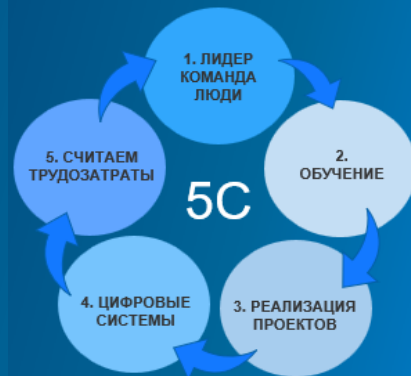 1. ЛИДЕР
КОМАНДА
ЛЮДИ
2.
ОБУЧЕНИЕ
3. РЕАЛИЗАЦИЯ
ПРОЕКТОВ
4. ЦИФРОВЫЕ
СИСТЕМЫ
5. СЧИТАЕМ
ТРУДОЗАТРАТЫ
5С